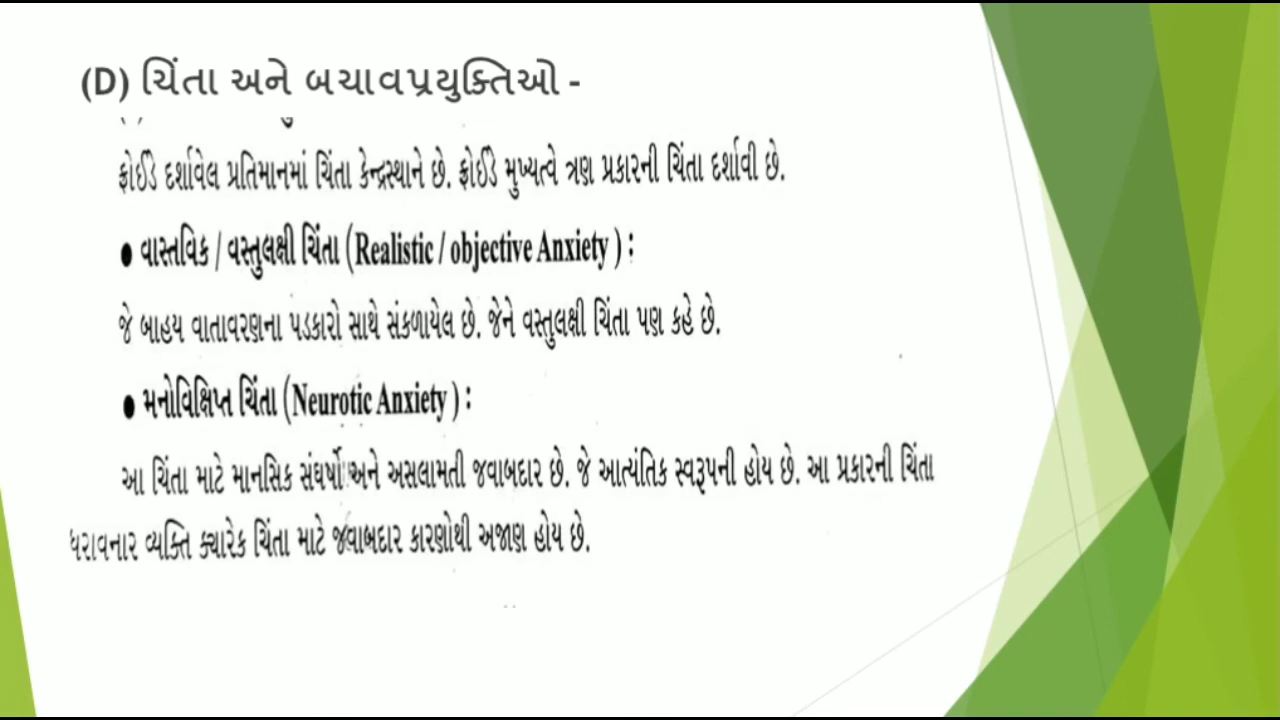 (D) ચિંતા અને બચાવપ્રયુક્તિઓ -
ફ્રોઈડે દર્શાવેલ પ્રતિમાનમાં ચિંતા કેન્દ્રસ્થાને છે. ફ્રોઈડે મુખ્યત્વે ત્રણ પ્રકારની ચિંતા દર્શાવી છે.
● વાસ્તવિક / વસ્તુલક્ષી ચિંતા (Realistic / objective Anxiety ) :
જે બાહય વાતાવરણના પડકારો સાથે સંકળાયેલ છે. જેને વસ્તુલક્ષી ચિંતા પણ કહે છે.
● મનોવિક્ષિપ્ત ચિંતા (Neurotic Anxiety ) :
આ ચિંતા માટે માનસિક સંઘર્ષો અને અસલામતી જવાબદાર છે. જે આત્યંતિક સ્વરૂપની હોય છે. આ પ્રકારની ચિંતા
ધરાવનાર વ્યક્તિ ક્યારેક ચિંતા માટે જવાબદાર કારણોથી અજાણ હોય છે.